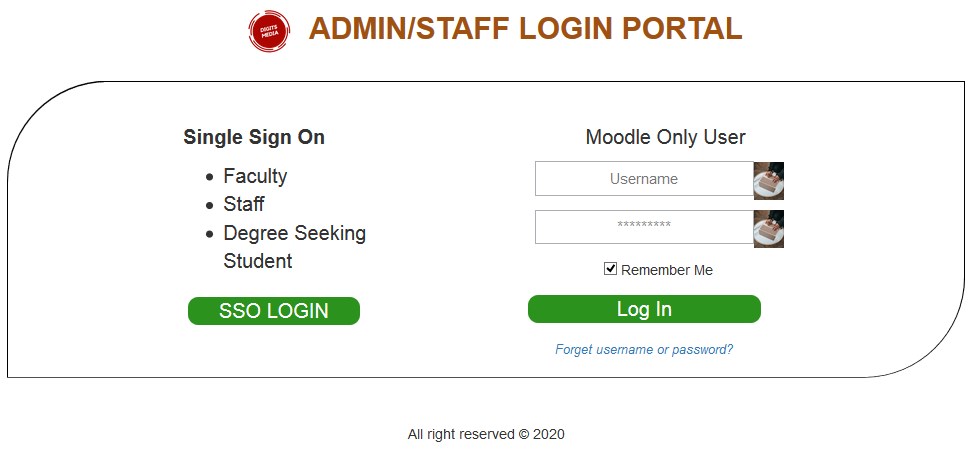 DIGITS
MEDIA
ADMIN/STAFF LOGIN PORTAL
Single Sign On
Faculty
Staff
Degree Seeking
Student
SSO LOGIN
Moodle Only User
Username
*********
Remember Me
Log In
Forget username or password?
All right reserved © 2020